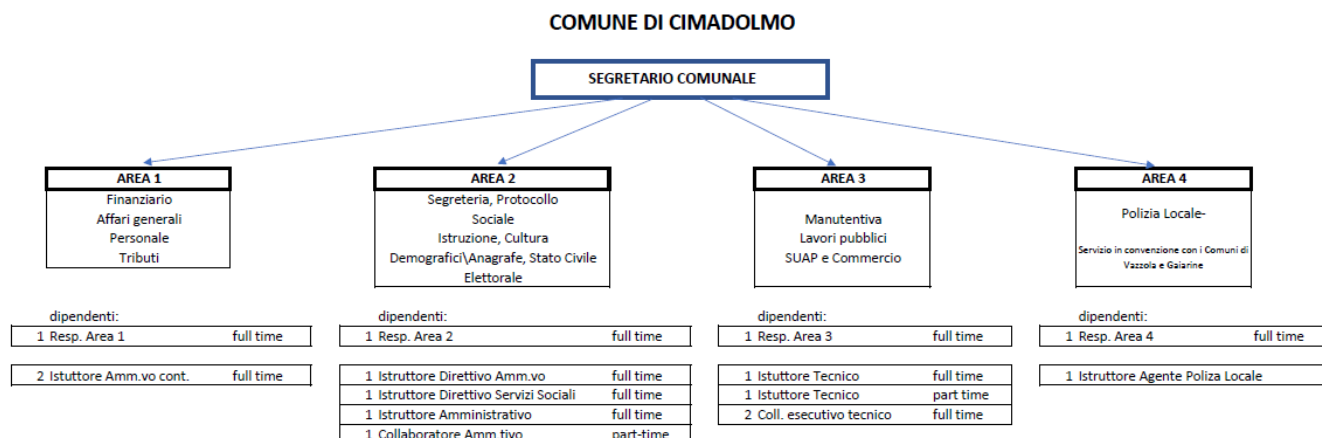 COMUNE DI CIMADOLMO
SEGRETARIO COMUNALE
AREA 1
Finanziario
Affari generali
Personale
Tributi
dipendenti:
1 Resp. Area 1 full time
2 Istuttore Amm.vo cont. full time
AREA 2
Segreteria, Protocollo
Sociale
Istruzione, Cultura
Demografici\Anagrafe, Stato Civile
Elettorale
dipendenti:
1 Resp. Area 2 full time
1 Istruttore Direttivo Amm.vo full time
1 Istruttore Direttivo Servizi Sociali full time
1 Istruttore Amministrativo full time
1 Collaboratore Amm.tivo part-time
AREA 3
Manutentiva
Lavori pubblici
SUAP e Commercio
dipendenti:
1 Resp. Area 3 full time
1 Istuttore Tecnico full time
1 Istuttore Tecnico part time
2 Coll. esecutivo tecnico full time
AREA 4
Polizia Locale-
Servizio in convenzione con i Comuni di
Vazzola e Gaiarine
dipendenti:
1 Resp. Area 4 full time
1 Istruttore Agente Poliza Locale